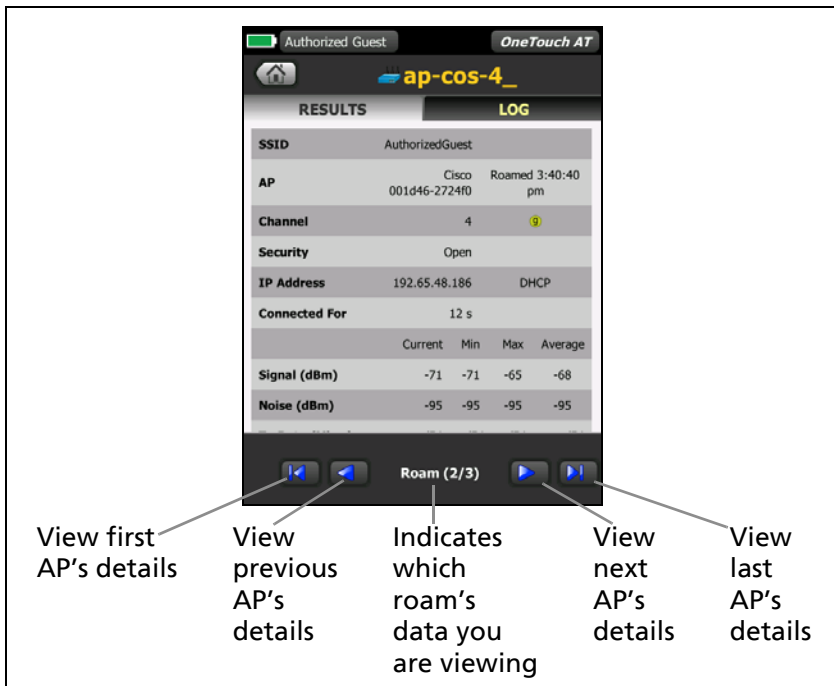 Authorized Guest OneTouch AT
ap-cos-4_
RESULTS LOG
SSID AuthorizedGuest
AP Cisco 001d46-2724f0 Roamed 3:40:40 pm
Channel 4 g
Security Open
IP Address 192.65.48.186 DHCP
Connected For 12 s
Current Min Max Average
Signal (dBm) -71 -71 -65 -68
Noise (dBm) -95 -95 -95 -95
Roam (2/3)
View first
AP's details
View
previous
AP's
details
Indicates
which
roam's
data you
are viewing
View
next
AP's
details
View
last
AP's
details